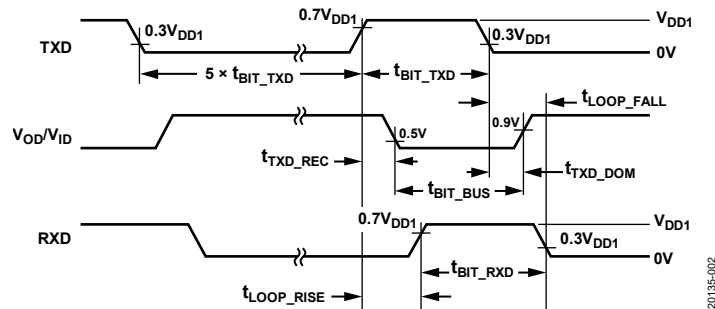 TXD
0.3VDD1
0.7VDD1
0.3VDD1
VDD1
0V
5 × tBIT_TXD
tBIT_TXD
tLOOP_FALL
VOD/VID
0.5V
0.9V
tTXD_REC
tBIT_BUS
tTXD_DOM
RXD
0.7VDD1
VDD1
0.3VDD1
0V
tBIT_RXD
tLOOP_RISE
20135-002